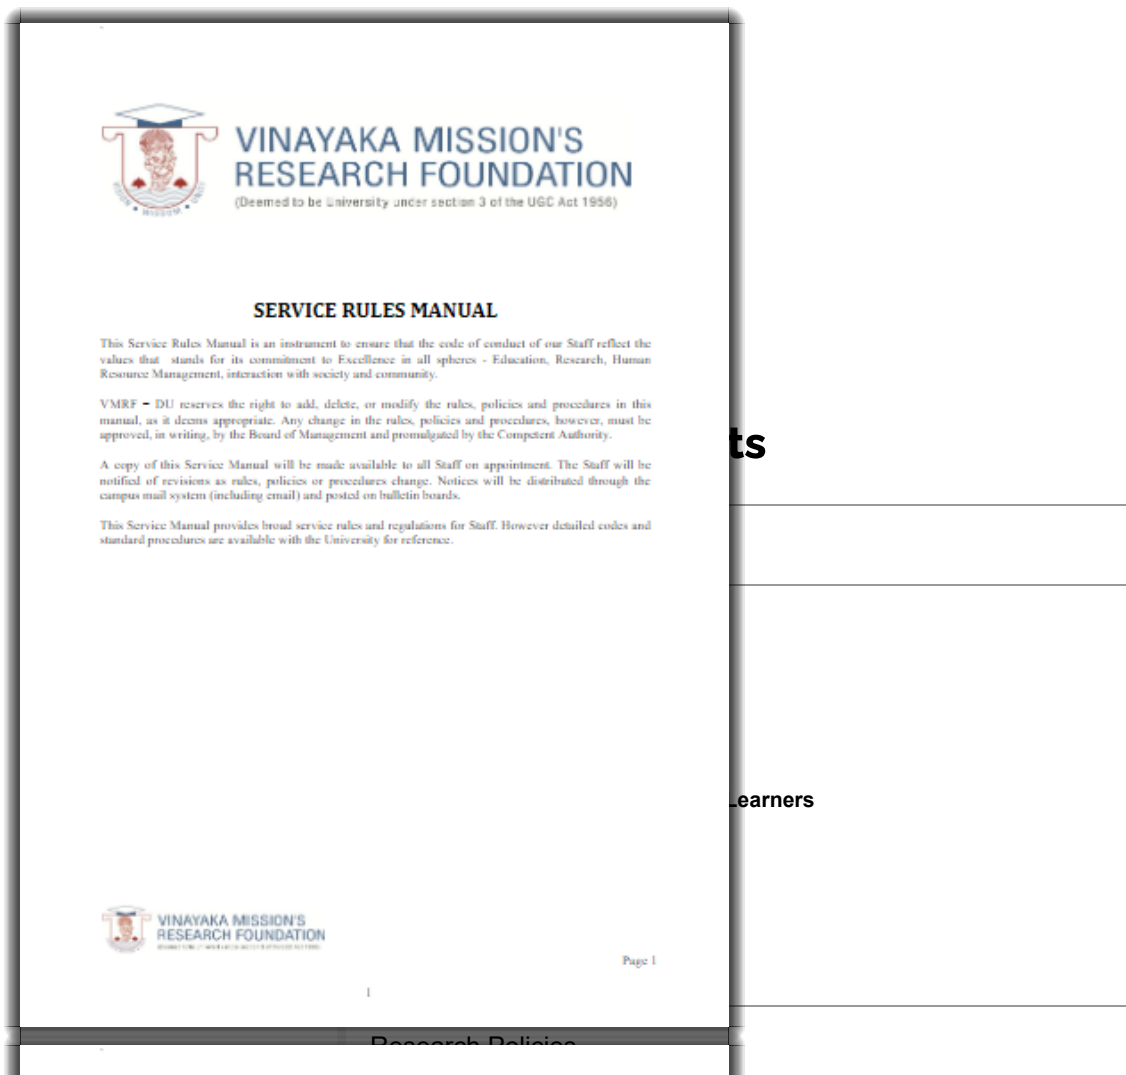 VINAYAKA MISSION'S
RESEARCH FOUNDATION
(Deemed to be University under section 3 of the UGC Act 1956)
VISION • WISDOM • UNITY
SERVICE RULES MANUAL
This Service Rules Manual is an instrument to ensure that the code of conduct of our Staff reflect the
values that stands for its commitment to Excellence in all spheres - Education, Research, Human
Resource Management, interaction with society and community.
VMRF – DU reserves the right to add, delete, or modify the rules, policies and procedures in this
manual, as it deems appropriate. Any change in the rules, policies and procedures, however, must be
approved, in writing, by the Board of Management and promulgated by the Competent Authority.
ts
A copy of this Service Manual will be made available to all Staff on appointment. The Staff will be
notified of revisions as rules, policies or procedures change. Notices will be distributed through the
campus mail system (including email) and posted on bulletin boards.
This Service Manual provides broad service rules and regulations for Staff. However detailed codes and
standard procedures are available with the University for reference.
Learners
VINAYAKA MISSION'S
RESEARCH FOUNDATION
Page 1
1
Research Policies